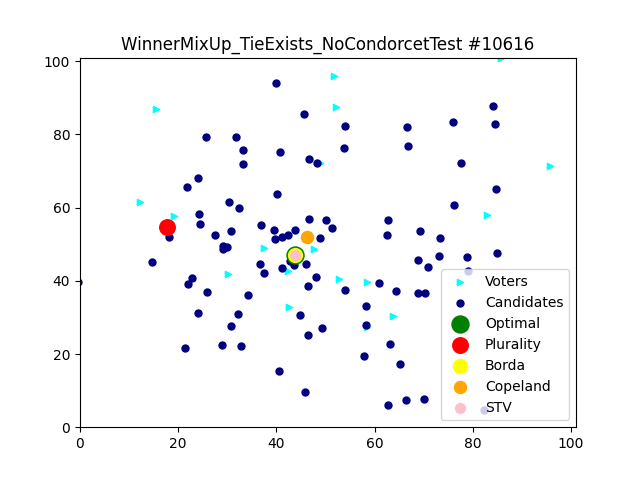 WinnerMixUp_TieExists_NoCondorcetTest #10616
100
80
60
40
20
0
0
20
40
60
80
100
Voters
Candidates
Optimal
Plurality
Borda
Copeland
STV